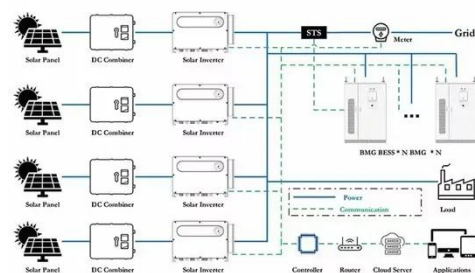 STS
Meter
Grid
Solar Panel DC Combiner Solar Inverter
Solar Panel DC Combiner Solar Inverter
BMG BESS * N BMG * N
Solar Panel DC Combiner Solar Inverter
Power
Communication
Load
Solar Panel DC Combiner Solar Inverter
Controller Router Cloud Server Applications